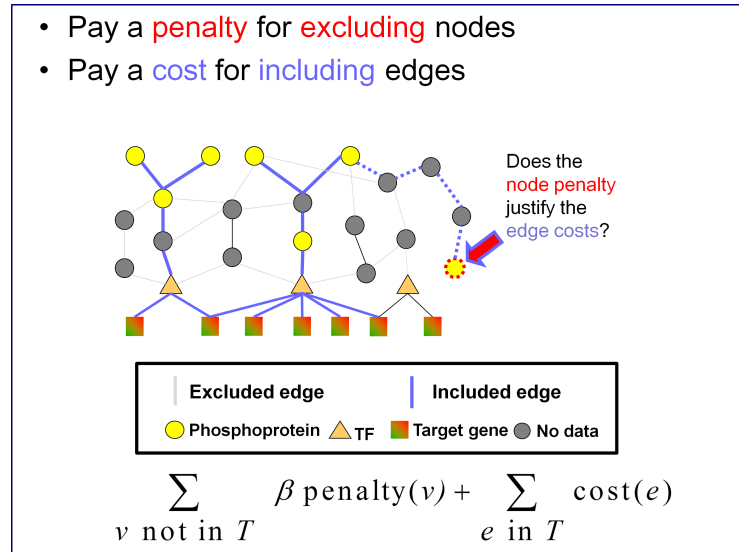 • Pay a penalty for excluding nodes
• Pay a cost for including edges
Does the
node penalty
justify the
edge costs?
Excluded edge
Included edge
Phosphoprotein
TF
Target gene
No data
∑ β penalty(v) + ∑ cost(e)
v not in T
e in T